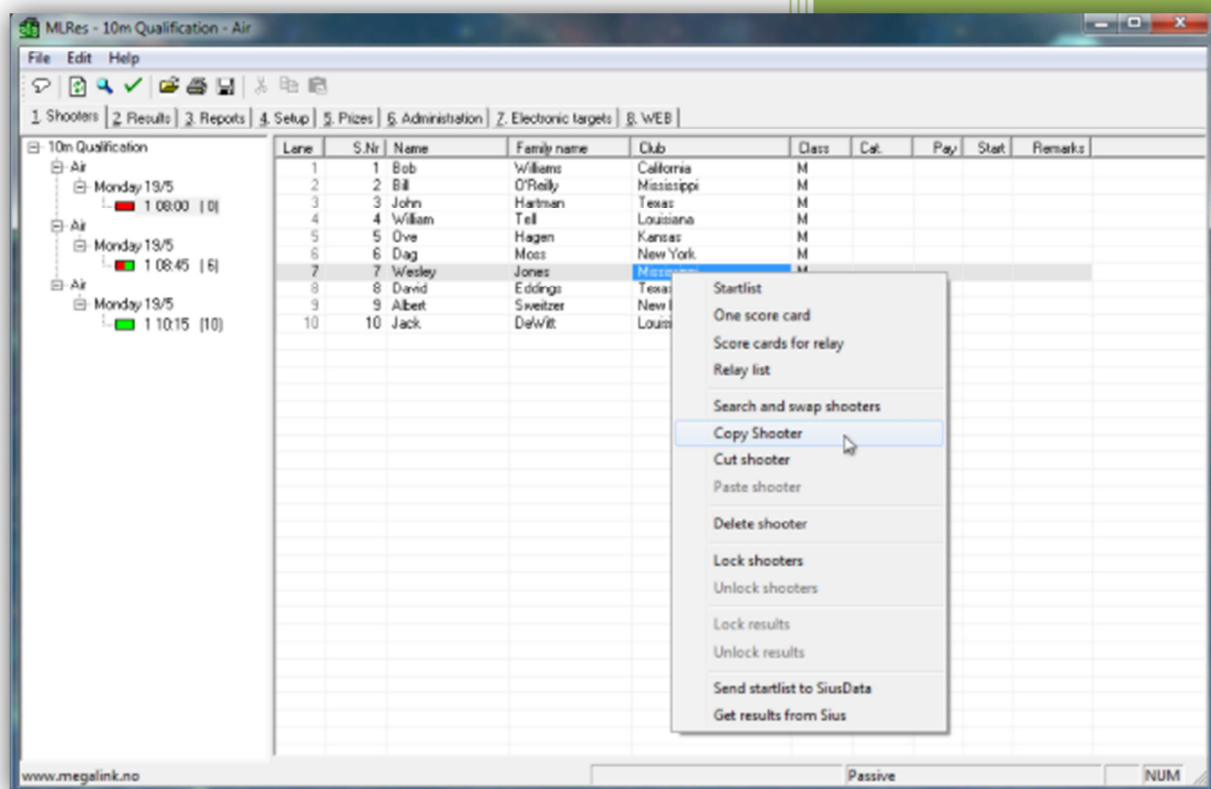 MLRes - 10m Qualification - Air
File Edit Help
1. Shooters 2. Results 3. Reports 4. Setup 5. Prizes 6. Administration 7. Electronic targets 8. WEB
10m Qualification
Air
Monday 19/5
1 08:00 [ 0]
Air
Monday 19/5
1 08:45 [ 6]
Air
Monday 19/5
1 10:15 [10]
Lane S.Nr Name Family name Club Class Cat. Pay Start Remarks
1 1 Bob Williams California M
2 2 Bill O'Reilly Mississippi M
3 3 John Hartman Texas M
4 4 William Tell Louisiana M
5 5 Ove Hagen Kansas M
6 6 Dag Moss New York M
7 7 Wesley Jones Mississippi M
8 8 David Eddings Texas
9 9 Albert Sweitzer New
10 10 Jack DeWitt Louisi
Startlist
One score card
Score cards for relay
Relay list
Search and swap shooters
Copy Shooter
Cut shooter
Paste shooter
Delete shooter
Lock shooters
Unlock shooters
Lock results
Unlock results
Send startlist to SiusData
Get results from Sius
www.megalink.no Passive NUM